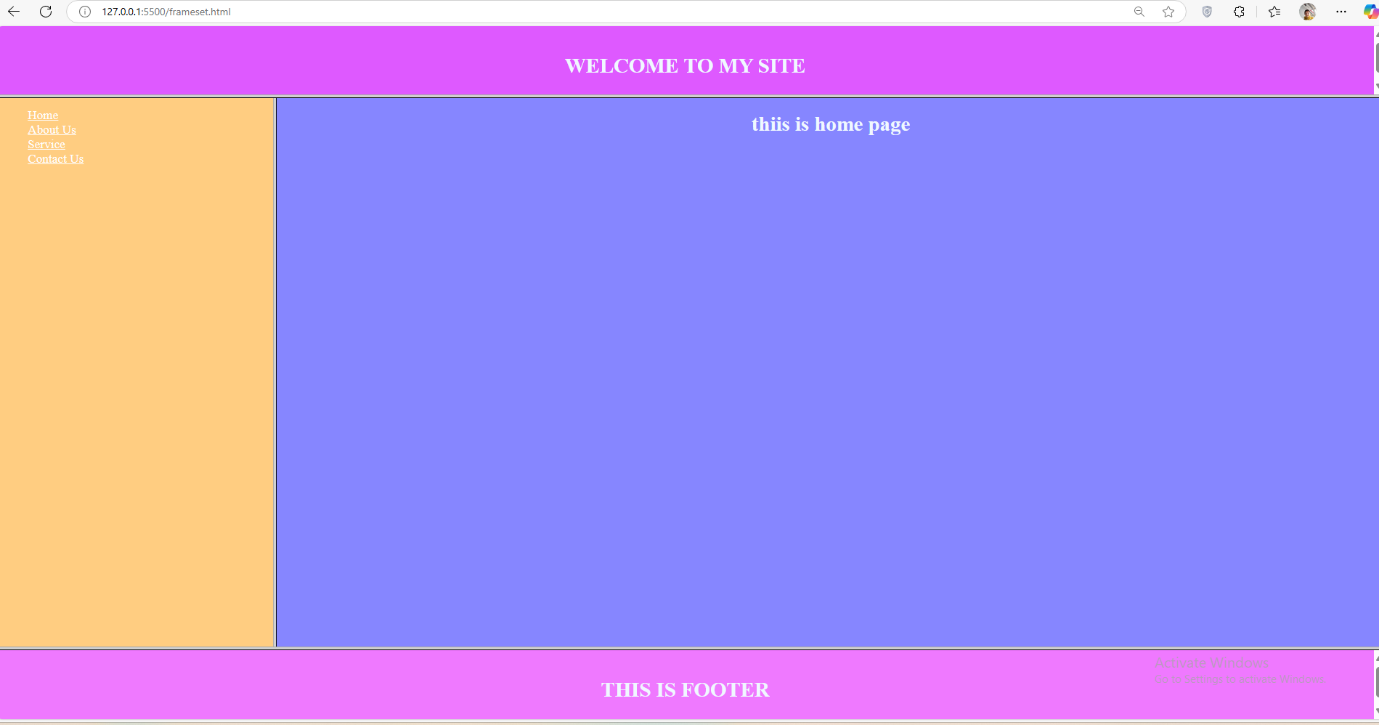 127.0.0.1:5500/frameset.html
WELCOME TO MY SITE
Home
About Us
Service
Contact Us
thiis is home page
THIS IS FOOTER
Activate Windows